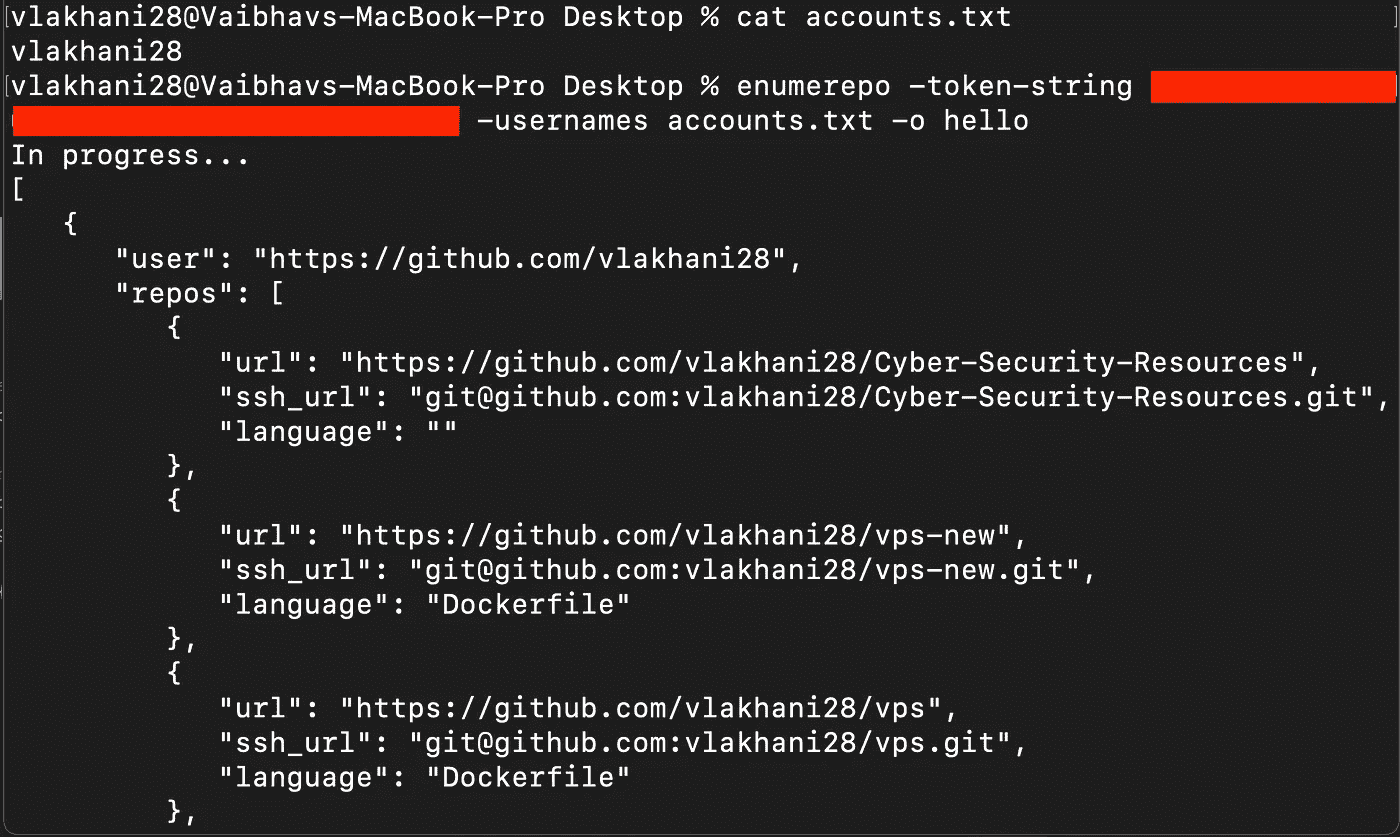 vlakhani28@Vaibhavs-MacBook-Pro Desktop % cat accounts.txt
vlakhani28
vlakhani28@Vaibhavs-MacBook-Pro Desktop % enumerepo -token-string
-usernames accounts.txt -o hello
In progress...
[
   {
      "user": "https://github.com/vlakhani28",
      "repos": [
         {
            "url": "https://github.com/vlakhani28/Cyber-Security-Resources",
            "ssh_url": "git@github.com:vlakhani28/Cyber-Security-Resources.git",
            "language": ""
         },
         {
            "url": "https://github.com/vlakhani28/vps-new",
            "ssh_url": "git@github.com:vlakhani28/vps-new.git",
            "language": "Dockerfile"
         },
         {
            "url": "https://github.com/vlakhani28/vps",
            "ssh_url": "git@github.com:vlakhani28/vps.git",
            "language": "Dockerfile"
         },